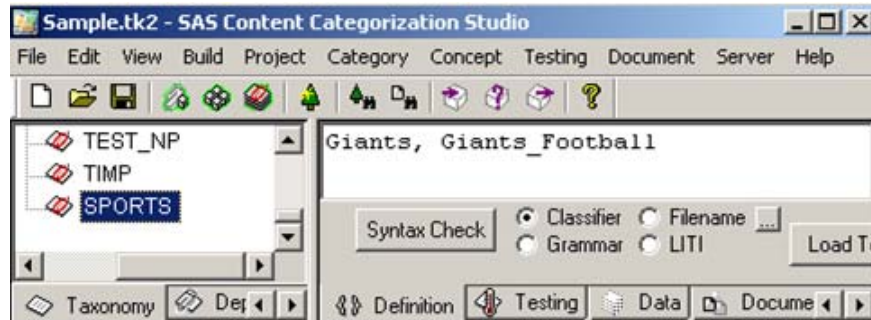 Sample.tk2 - SAS Content Categorization Studio
File Edit View Build Project Category Concept Testing Document Server Help
TEST_NP
TIMP
SPORTS
Giants, Giants_Football
Syntax Check
Classifier Filename ...
Grammar LITI
Load T
Taxonomy
Definition Testing Data Docume